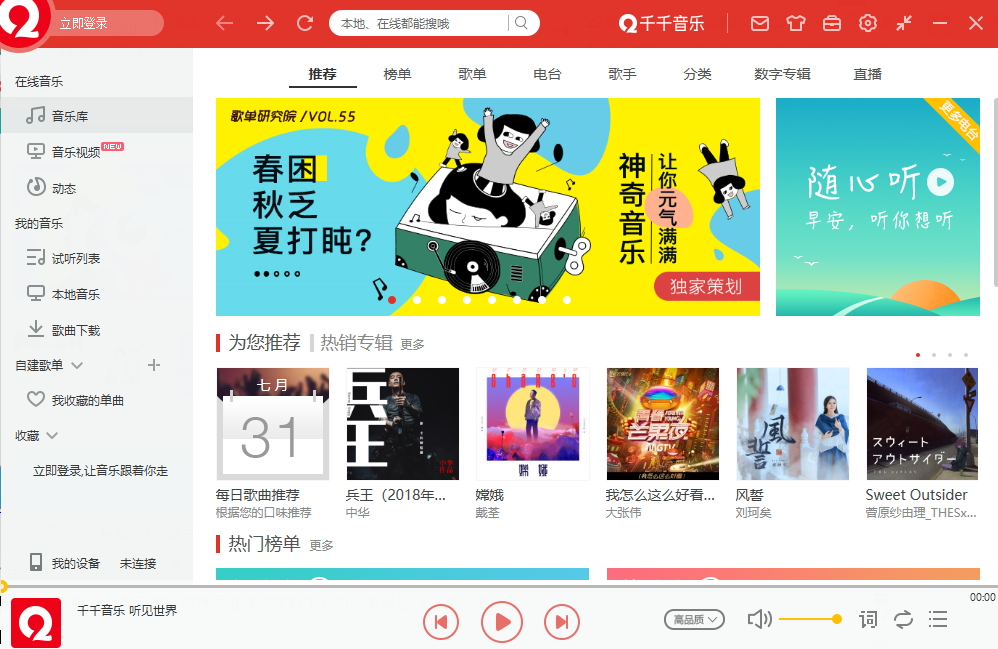 立即登录
本地、在线都能搜哦
千千音乐
在线音乐
音乐库
音乐视频 NEW
动态
我的音乐
试听列表
本地音乐
歌曲下载
自建歌单
我收藏的单曲
收藏
立即登录,让音乐跟着你走
我的设备 未连接
推荐 榜单 歌单 电台 歌手 分类 数字专辑 直播
歌单研究院 /VOL.55
春困
秋乏
夏打盹?
神奇音乐
让你元气满满
独家策划
更多电台
随心听
早安，听你想听
为您推荐 热销专辑 更多
七月
31
兵王
青春芒果夜
嫦娥
風誓
スウィート
アウトサイダー
每日歌曲推荐
根据您的口味推荐
兵王（2018年...
中华
嫦娥
戴荃
我怎么这么好看...
大张伟
风誓
刘珂矣
Sweet Outsider
菅原纱由理_THESx...
热门榜单 更多
千千音乐 听见世界
高品质
词
00:00